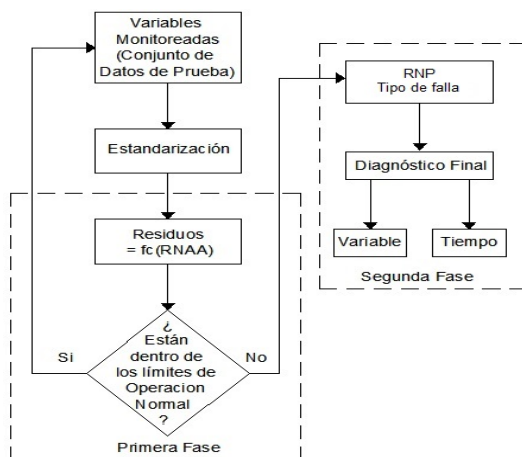 Variables
Monitoreadas
(Conjunto de
Datos de Prueba)
Estandarización
Residuos
= fc(RNAA)
¿
Están
dentro de
los límites de
Operacion
Normal
?
Si
No
Primera Fase
RNP
Tipo de falla
Diagnóstico Final
Variable
Tiempo
Segunda Fase